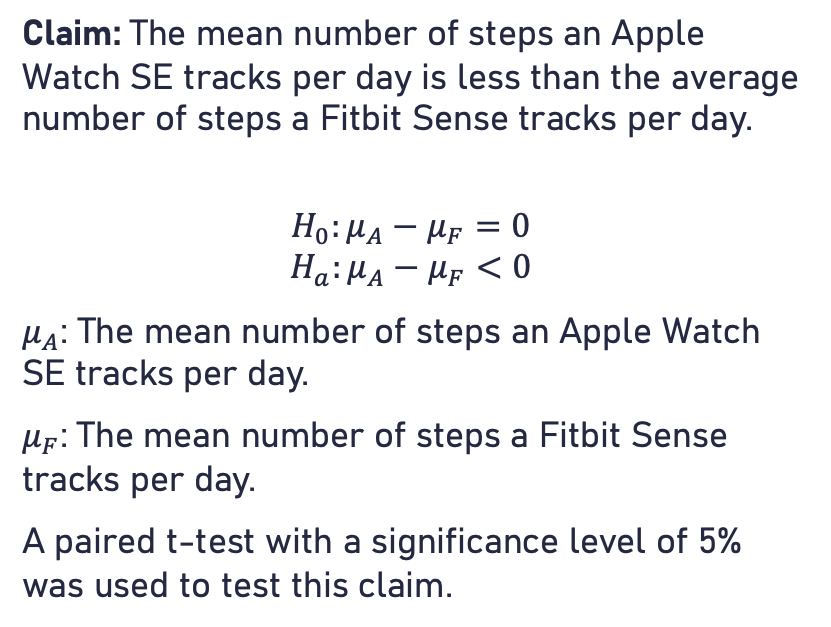 Claim: The mean number of steps an Apple
Watch SE tracks per day is less than the average
number of steps a Fitbit Sense tracks per day.
H₀: μ_A − μ_F = 0
Hₐ: μ_A − μ_F < 0
μ_A: The mean number of steps an Apple Watch
SE tracks per day.
μ_F: The mean number of steps a Fitbit Sense
tracks per day.
A paired t-test with a significance level of 5%
was used to test this claim.